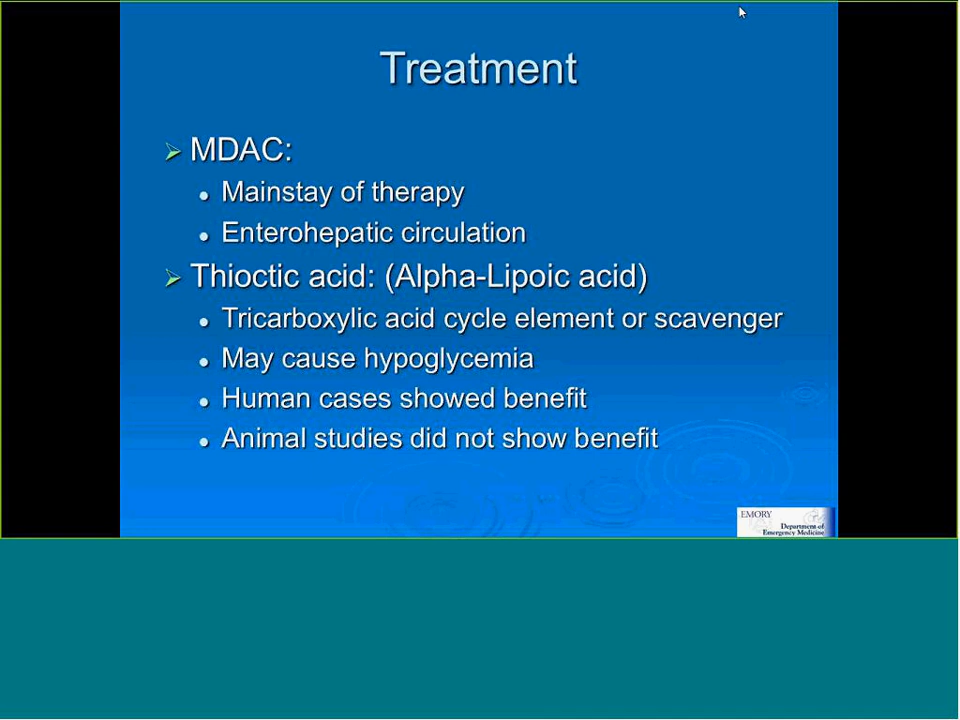 Treatment
MDAC:
Mainstay of therapy
Enterohepatic circulation
Thioctic acid: (Alpha-Lipoic acid)
Tricarboxylic acid cycle element or scavenger
May cause hypoglycemia
Human cases showed benefit
Animal studies did not show benefit
EMORY
Department of
Emergency Medicine